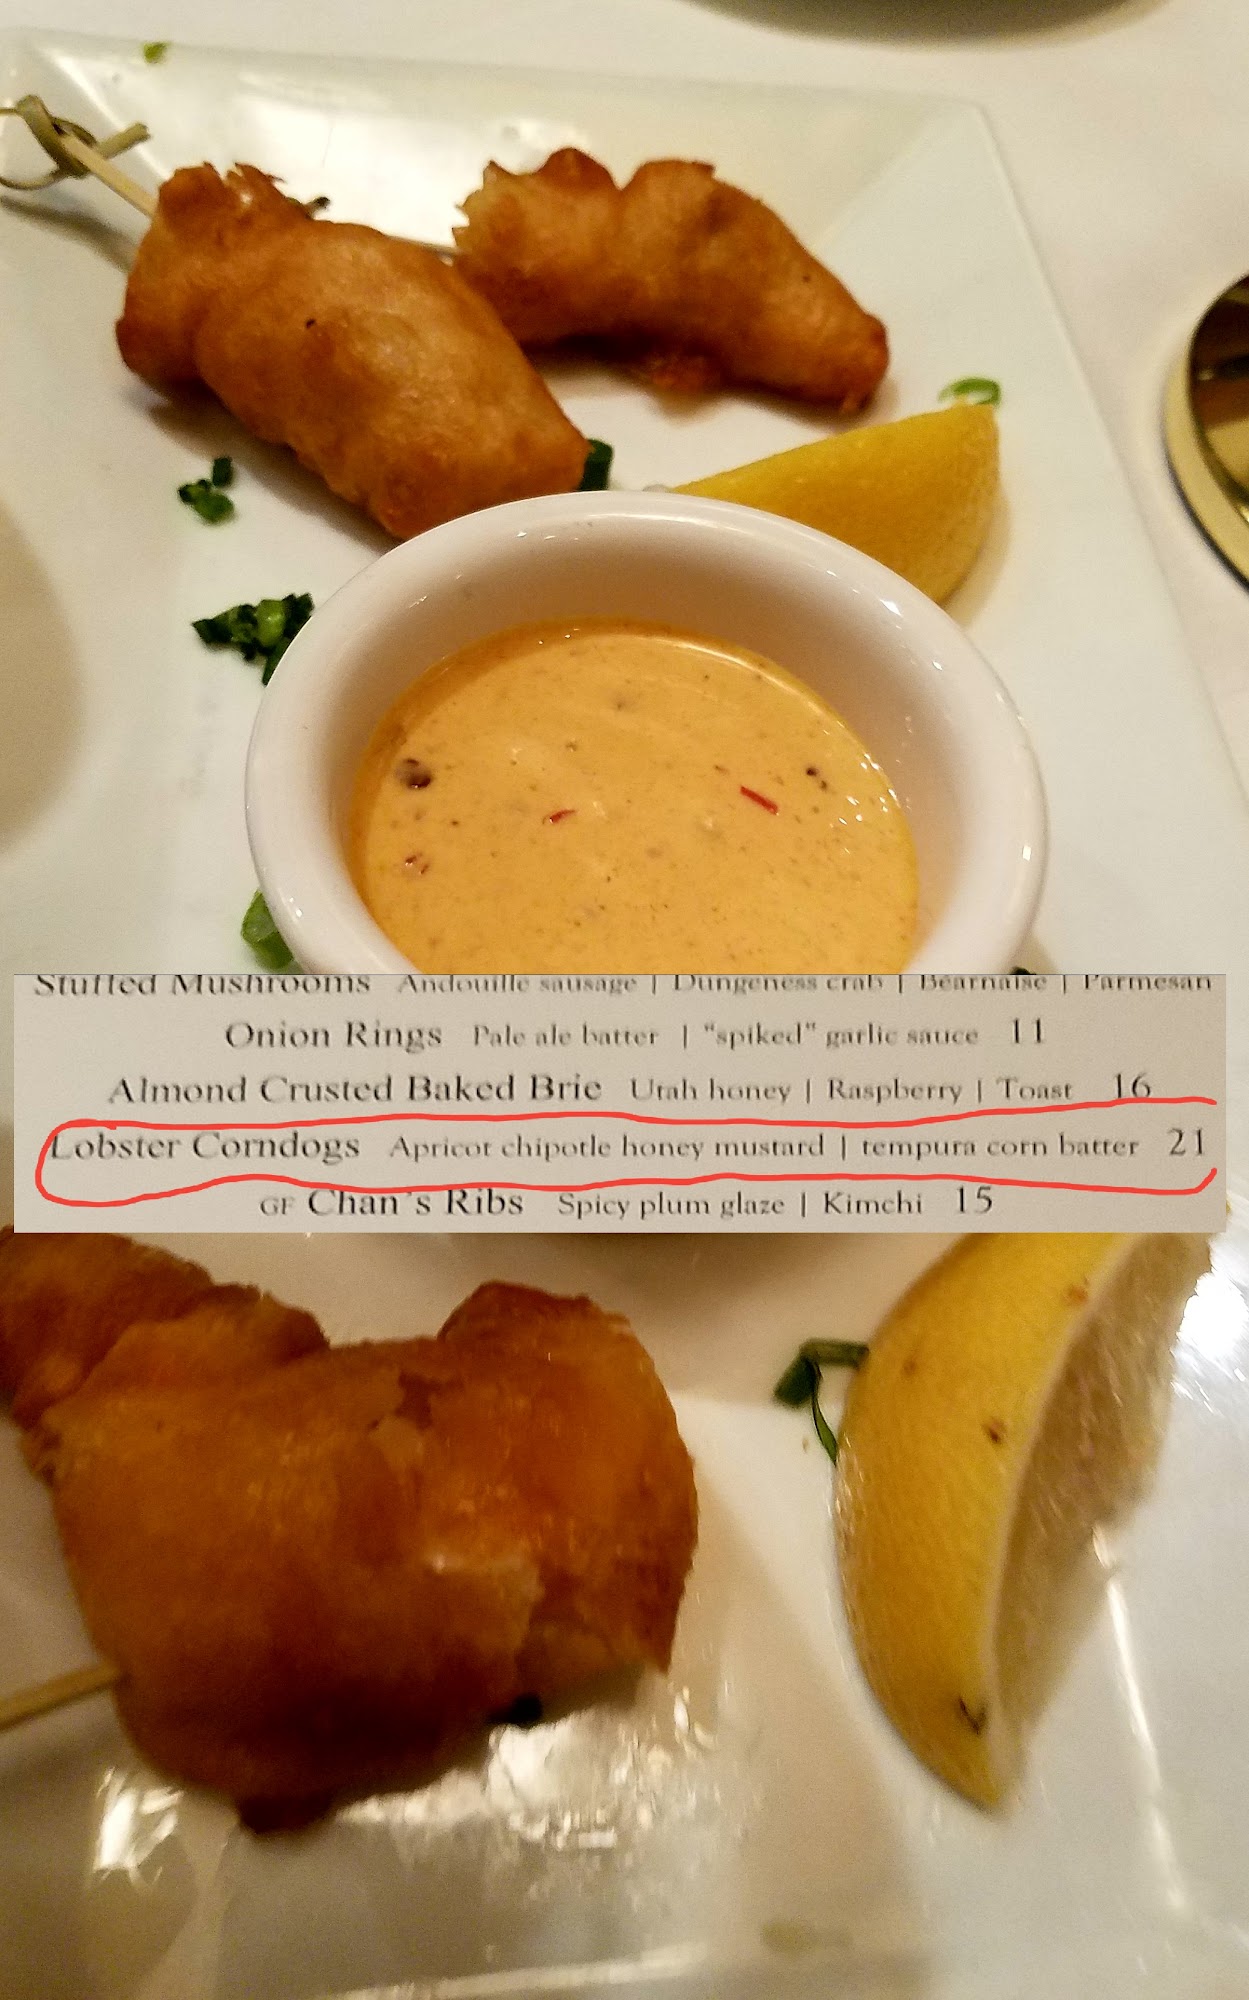 Stuffed Mushrooms Andouille sausage | Dungeness crab | Béarnaise | Parmesan
Onion Rings Pale ale batter | "spiked" garlic sauce 11
Almond Crusted Baked Brie Utah honey | Raspberry | Toast 16
Lobster Corndogs Apricot chipotle honey mustard | tempura corn batter 21
GF Chan's Ribs Spicy plum glaze | Kimchi 15